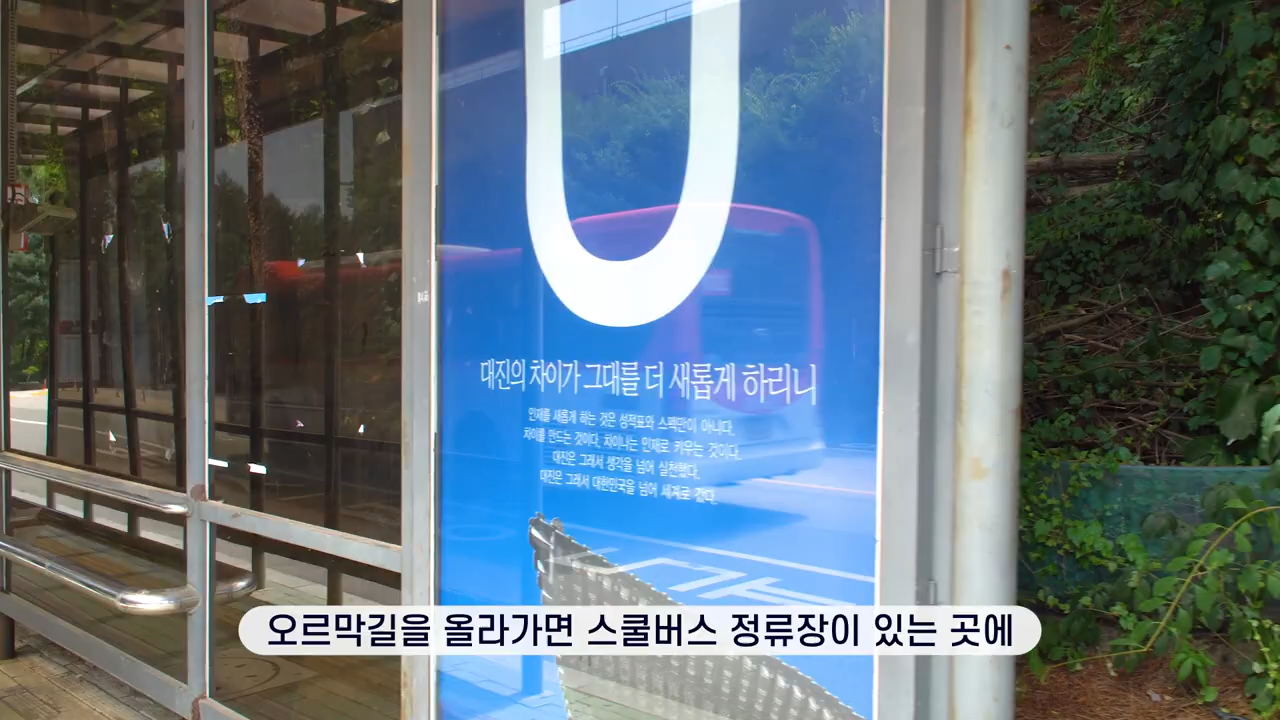 U
대진의 차이가 그대를 더 새롭게 하리니
인재를 새롭게 하는 것은 성적표와 스펙만이 아니다.
차이를 만드는 것이다. 차이나는 인재로 키우는 것이다.
대진은 그래서 생각을 넘어 실천했다.
대진은 그래서 대한민국을 넘어 세계로 갔다.
오르막길을 올라가면 스쿨버스 정류장이 있는 곳에